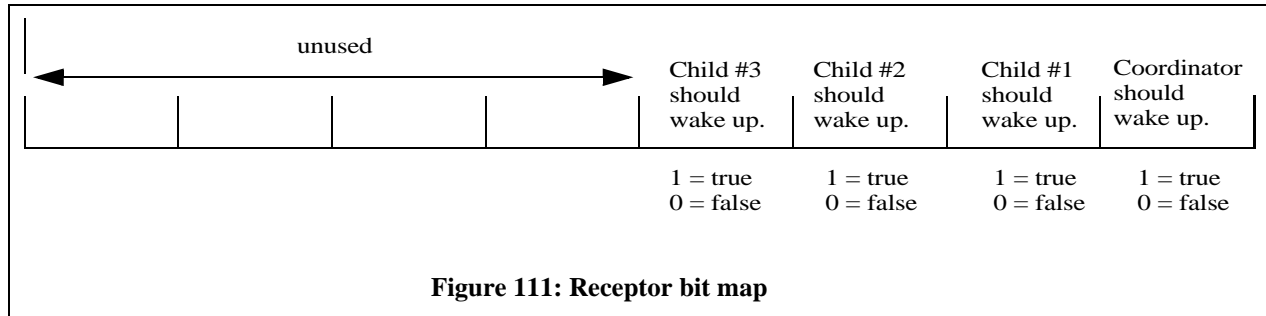 unused
Child #3
should
wake up.
Child #2
should
wake up.
Child #1
should
wake up.
Coordinator
should
wake up.
1 = true
0 = false
1 = true
0 = false
1 = true
0 = false
1 = true
0 = false
Figure 111: Receptor bit map